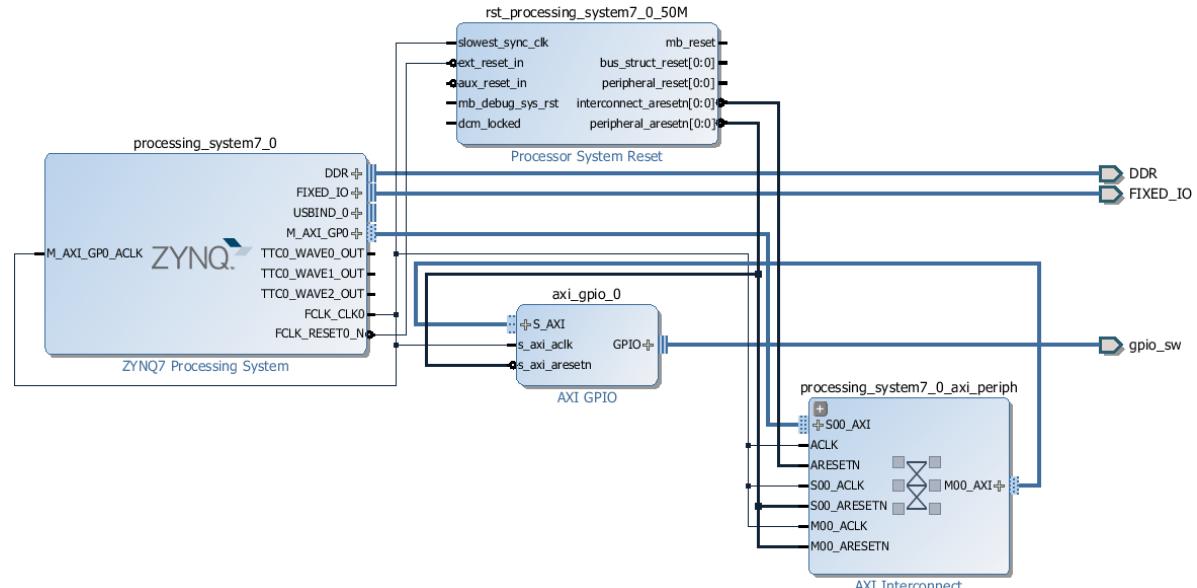 rst_processing_system7_0_50M
slowest_sync_clk
ext_reset_in
aux_reset_in
mb_debug_sys_rst
dcm_locked
mb_reset
bus_struct_reset[0:0]
peripheral_reset[0:0]
interconnect_aresetn[0:0]
peripheral_aresetn[0:0]
Processor System Reset
processing_system7_0
M_AXI_GP0_ACLK
ZYNQ
DDR
FIXED_IO
USBIND_0
M_AXI_GP0
TTC0_WAVE0_OUT
TTC0_WAVE1_OUT
TTC0_WAVE2_OUT
FCLK_CLK0
FCLK_RESET0_N
ZYNQ7 Processing System
DDR
FIXED_IO
axi_gpio_0
S_AXI
s_axi_aclk
s_axi_aresetn
GPIO
AXI GPIO
gpio_sw
processing_system7_0_axi_periph
S00_AXI
ACLK
ARESETN
S00_ACLK
S00_ARESETN
M00_ACLK
M00_ARESETN
M00_AXI
AXI Interconnect